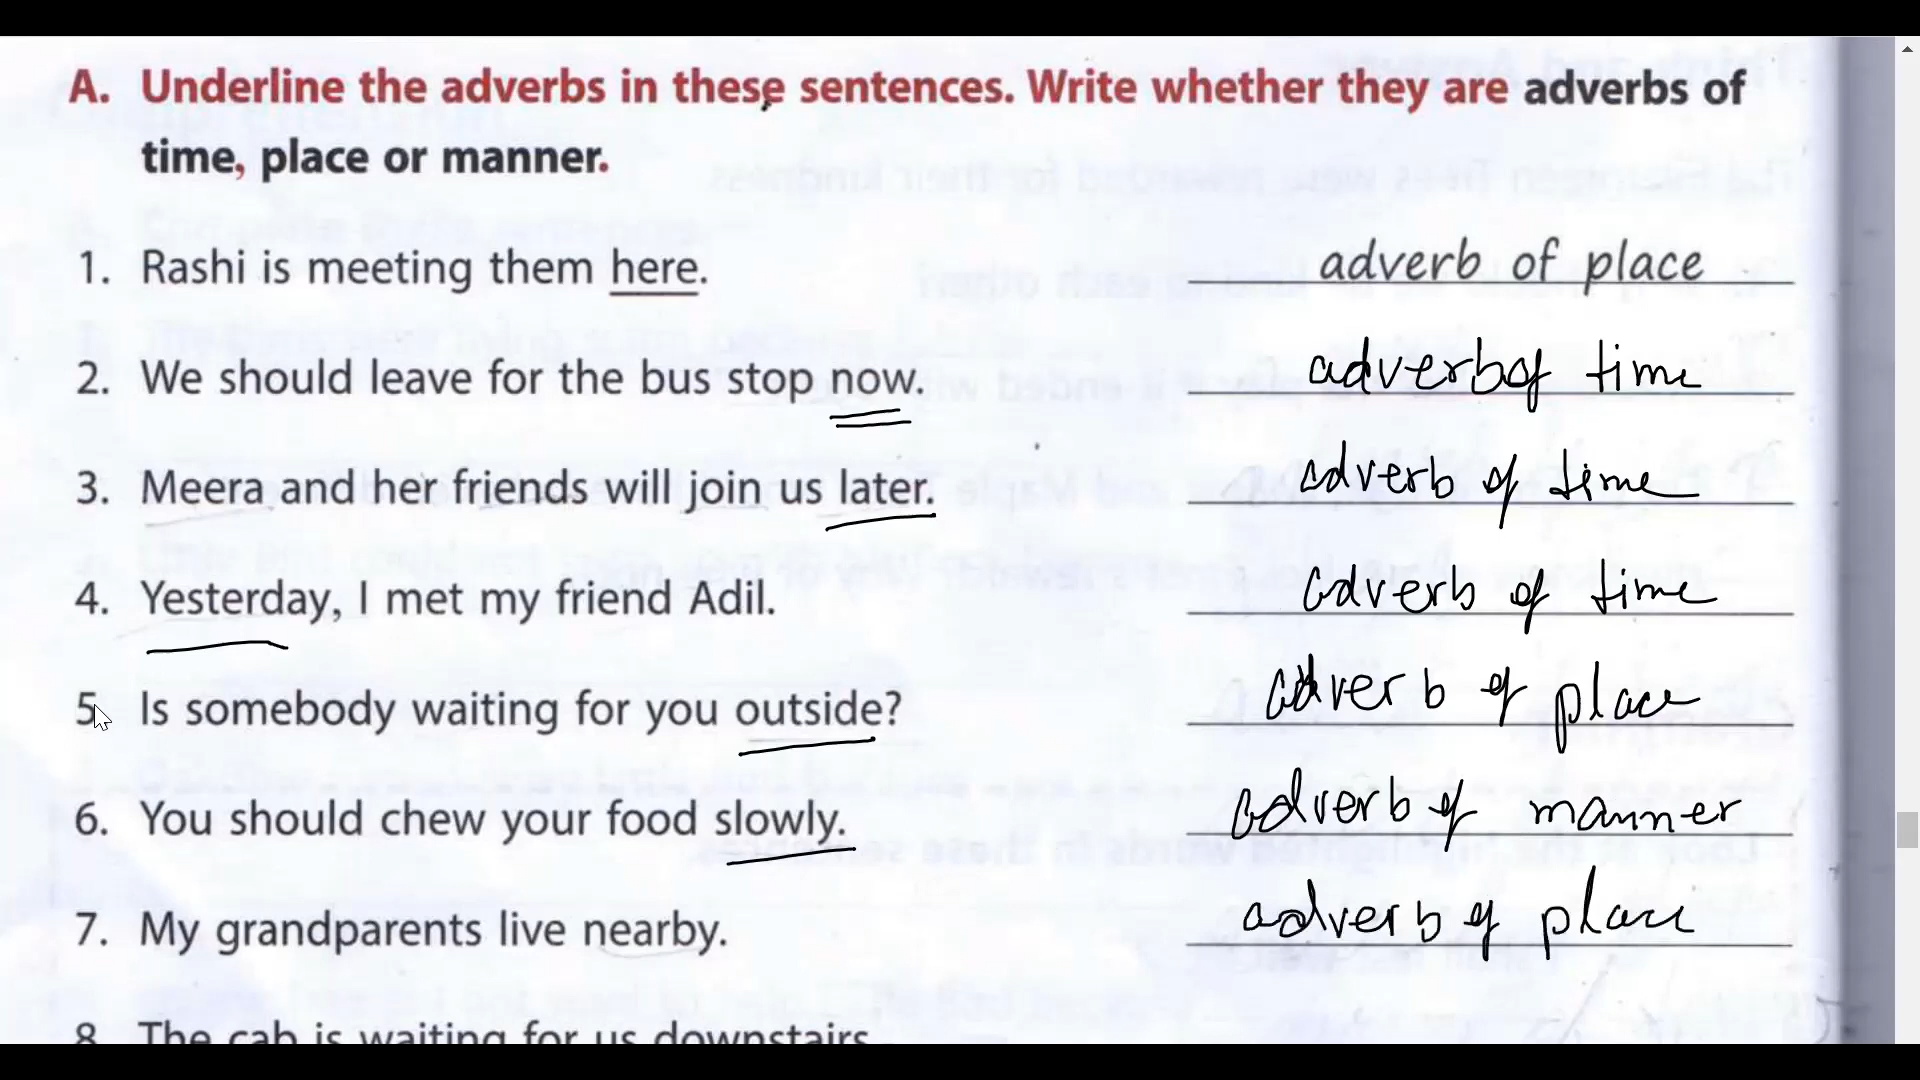 A. Underline the adverbs in these sentences. Write whether they are adverbs of
time, place or manner.
1. Rashi is meeting them here. adverb of place
2. We should leave for the bus stop now. adverb of time
3. Meera and her friends will join us later. adverb of time
4. Yesterday, I met my friend Adil. adverb of time
5. Is somebody waiting for you outside? adverb of place
6. You should chew your food slowly. adverb of manner
7. My grandparents live nearby. adverb of place
8. The cab is waiting for us downstairs.